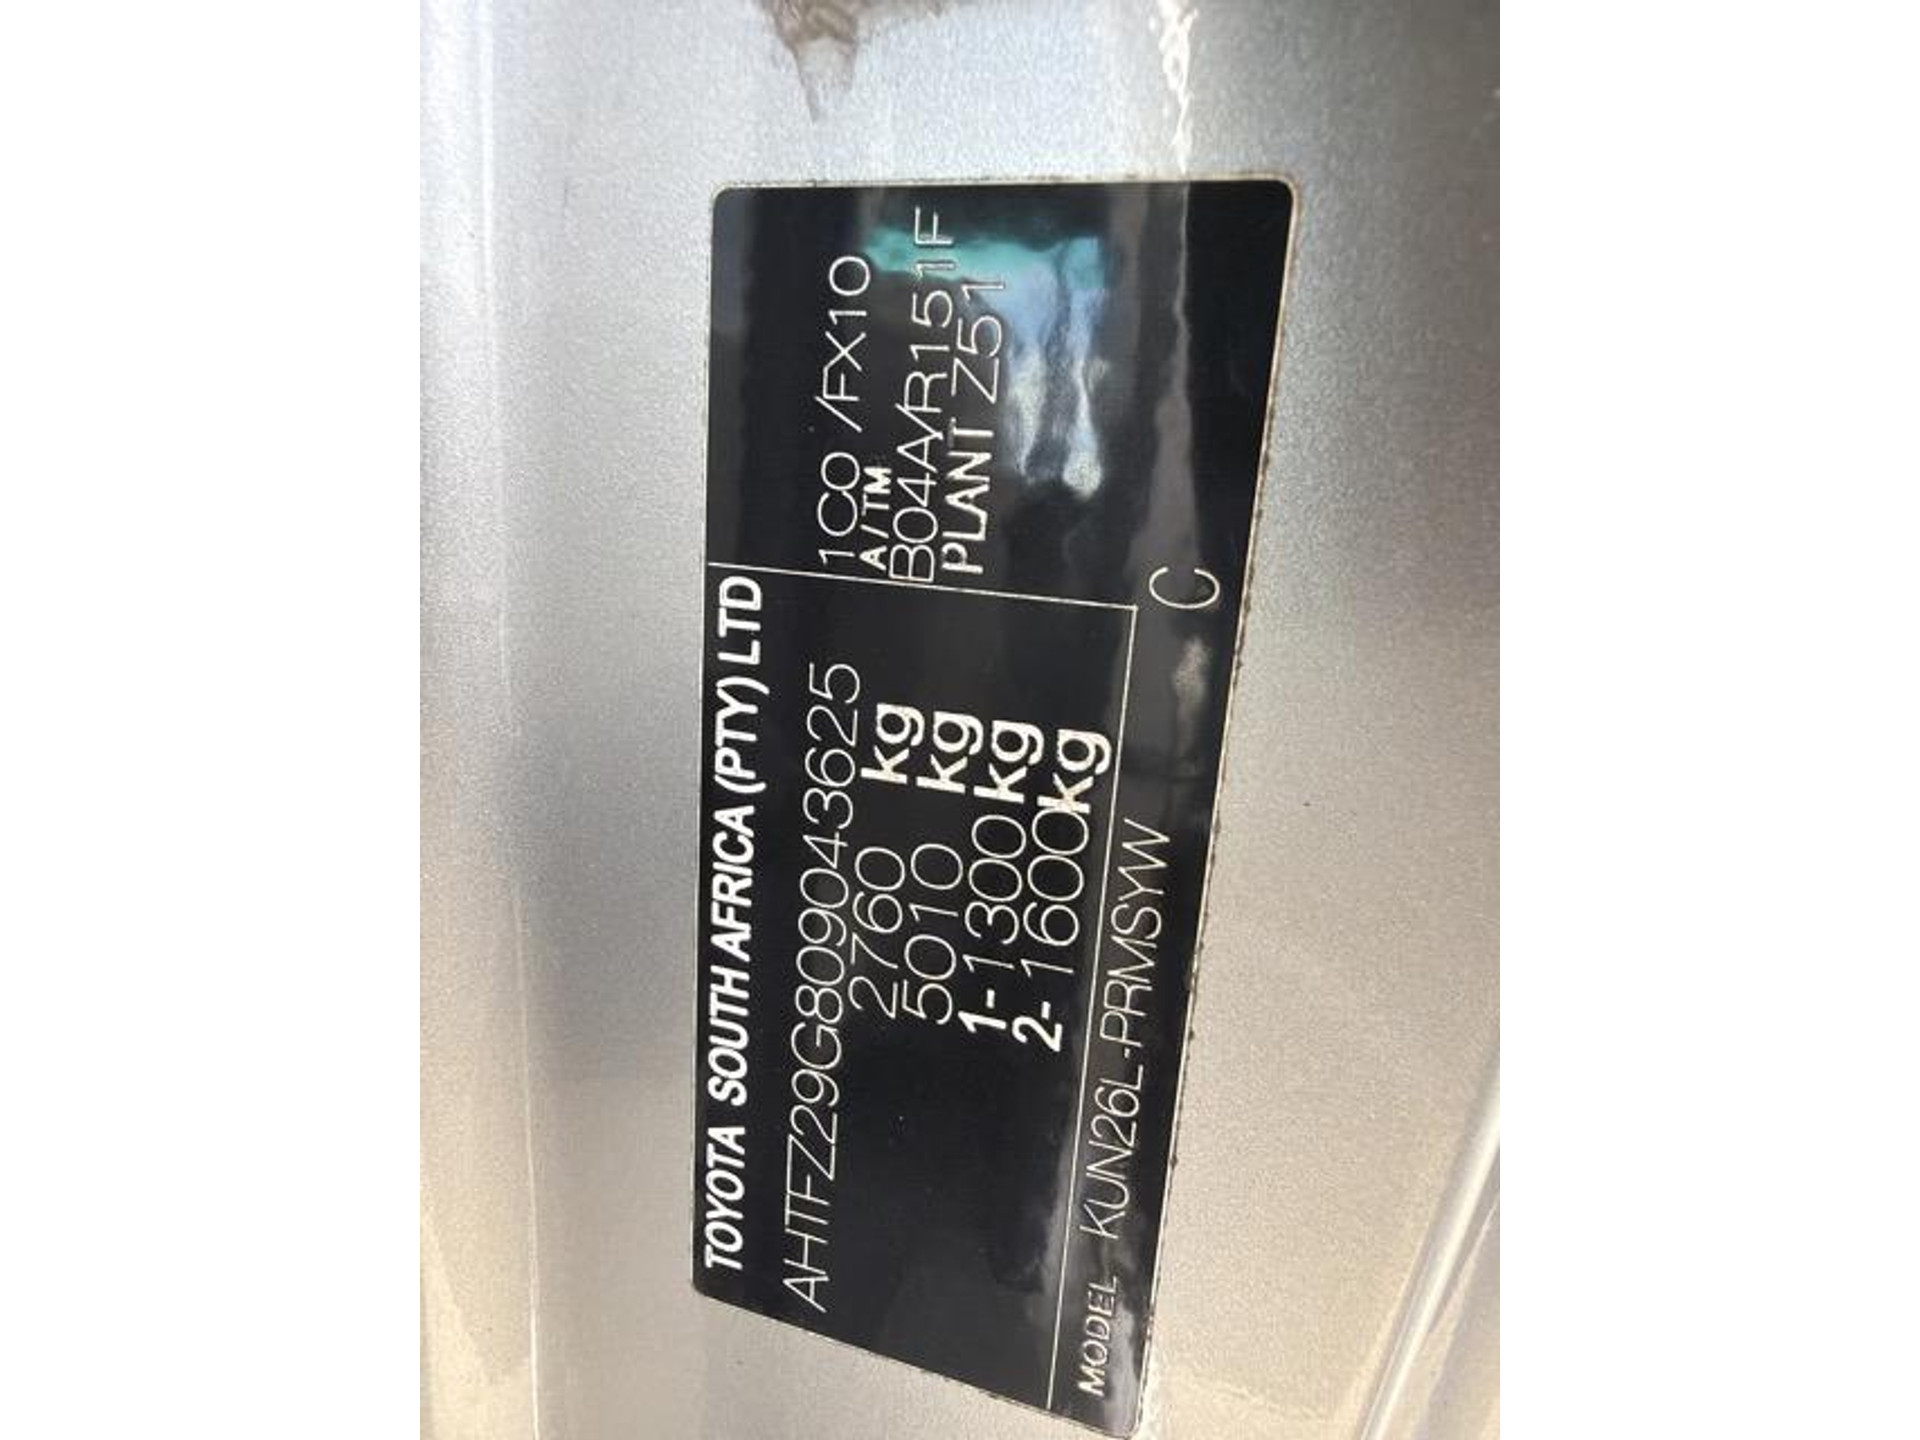 TOYOTA SOUTH AFRICA (PTY) LTD
AHTFZ29G809043625
2760 kg
5010 kg
1- 1300 kg
2- 1600 kg
1C0 /FX10
A/TM
B04A/R151F
PLANT Z51
MODEL KUN26L-PRMSYW C